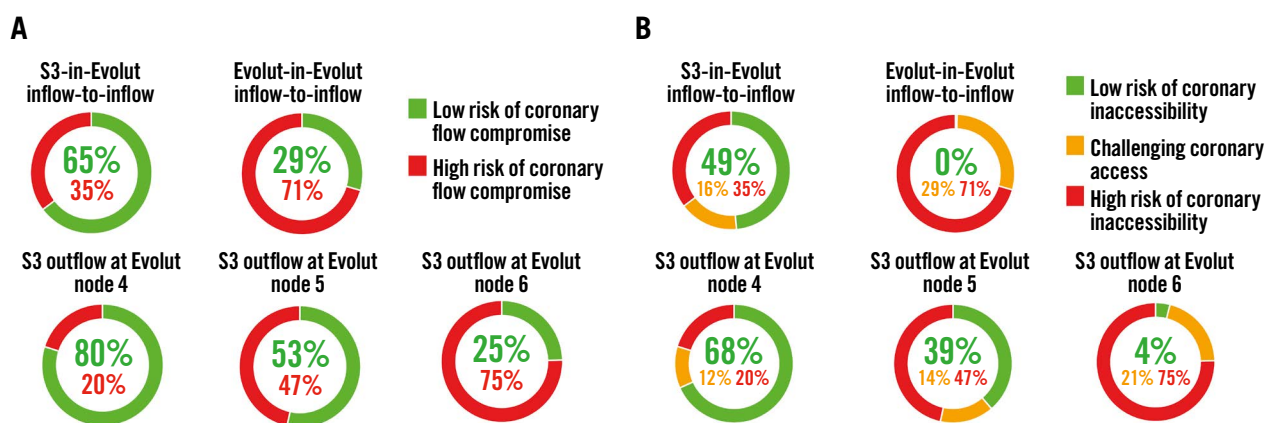 A
S3-in-Evolut
inflow-to-inflow
65%
35%
Evolut-in-Evolut
inflow-to-inflow
29%
71%
Low risk of coronary
flow compromise
High risk of coronary
flow compromise
S3 outflow at Evolut
node 4
80%
20%
S3 outflow at Evolut
node 5
53%
47%
S3 outflow at Evolut
node 6
25%
75%
B
S3-in-Evolut
inflow-to-inflow
49%
16% 35%
Evolut-in-Evolut
inflow-to-inflow
0%
29% 71%
Low risk of coronary
inaccessibility
Challenging coronary
access
High risk of coronary
inaccessibility
S3 outflow at Evolut
node 4
68%
12% 20%
S3 outflow at Evolut
node 5
39%
14% 47%
S3 outflow at Evolut
node 6
4%
21% 75%